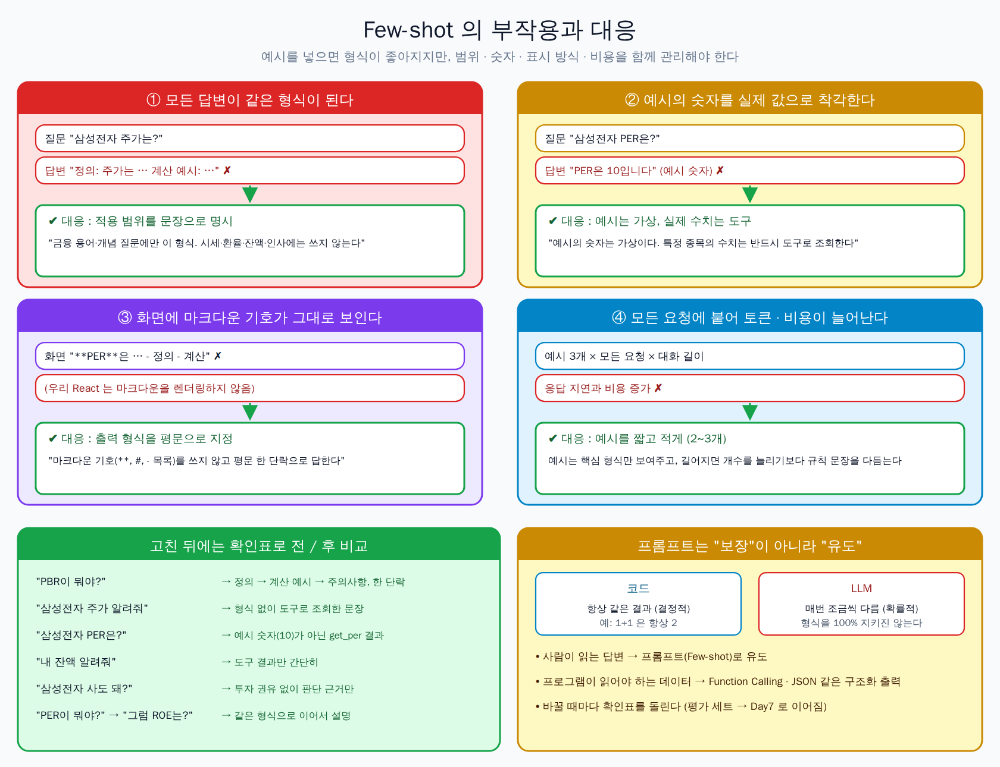 Few-shot 의 부작용과 대응
예시를 넣으면 형식이 좋아지지만, 범위 · 숫자 · 표시 방식 · 비용을 함께 관리해야 한다
① 모든 답변이 같은 형식이 된다
질문 "삼성전자 주가는?"
답변 "정의: 주가는 … 계산 예시: …" ✗
✔ 대응 : 적용 범위를 문장으로 명시
"금융 용어·개념 질문에만 이 형식. 시세·환율·잔액·인사에는 쓰지 않는다"
② 예시의 숫자를 실제 값으로 착각한다
질문 "삼성전자 PER은?"
답변 "PER은 10입니다" (예시 숫자) ✗
✔ 대응 : 예시는 가상, 실제 수치는 도구
"예시의 숫자는 가상이다. 특정 종목의 수치는 반드시 도구로 조회한다"
③ 화면에 마크다운 기호가 그대로 보인다
화면 "**PER**은 … - 정의 - 계산" ✗
(우리 React 는 마크다운을 렌더링하지 않음)
✔ 대응 : 출력 형식을 평문으로 지정
"마크다운 기호(**, #, - 목록)를 쓰지 않고 평문 한 단락으로 답한다"
④ 모든 요청에 붙어 토큰 · 비용이 늘어난다
예시 3개 × 모든 요청 × 대화 길이
응답 지연과 비용 증가 ✗
✔ 대응 : 예시를 짧고 적게 (2~3개)
예시는 핵심 형식만 보여주고, 길어지면 개수를 늘리기보다 규칙 문장을 다듬는다
고친 뒤에는 확인표로 전 / 후 비교
"PBR이 뭐야?" → 정의 → 계산 예시 → 주의사항, 한 단락
"삼성전자 주가 알려줘" → 형식 없이 도구로 조회한 문장
"삼성전자 PER은?" → 예시 숫자(10)가 아닌 get_per 결과
"내 잔액 알려줘" → 도구 결과만 간단히
"삼성전자 사도 돼?" → 투자 권유 없이 판단 근거만
"PER이 뭐야?" → "그럼 ROE는?" → 같은 형식으로 이어서 설명
프롬프트는 "보장"이 아니라 "유도"
코드
항상 같은 결과 (결정적)
예: 1+1 은 항상 2
LLM
매번 조금씩 다름 (확률적)
형식을 100% 지키진 않는다
• 사람이 읽는 답변 → 프롬프트(Few-shot)로 유도
• 프로그램이 읽어야 하는 데이터 → Function Calling · JSON 같은 구조화 출력
• 바꿀 때마다 확인표를 돌린다 (평가 세트 → Day7 로 이어짐)